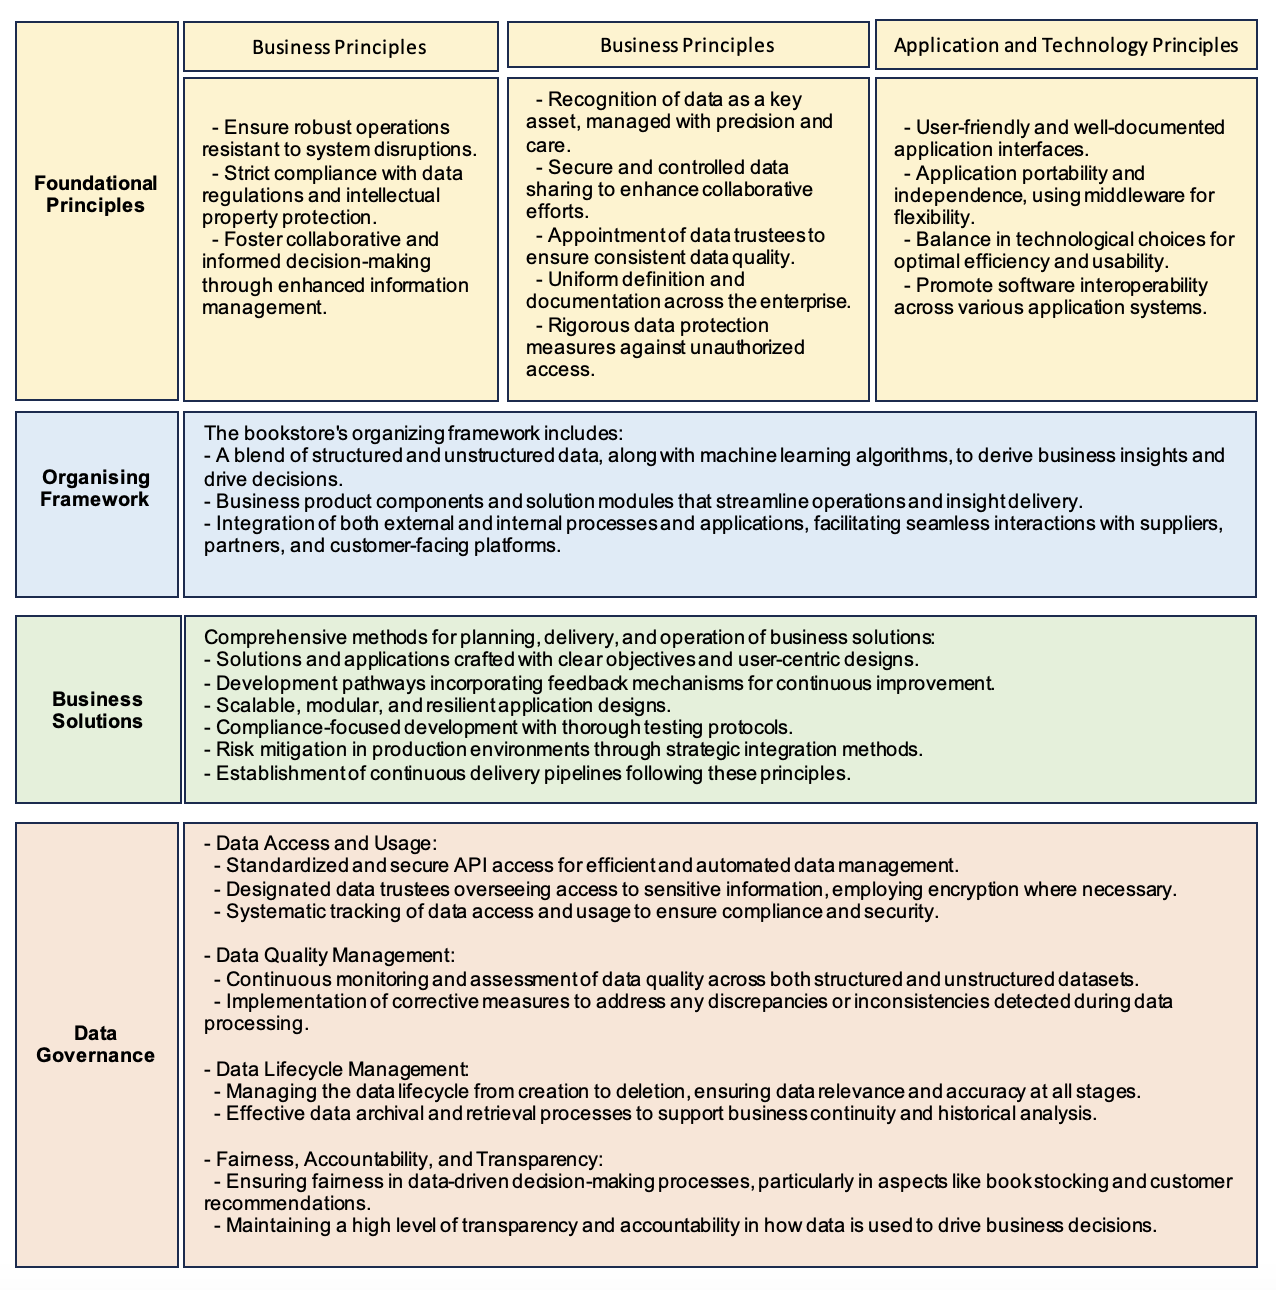 Foundational
Principles
Business Principles
- Ensure robust operations
resistant to system disruptions.
- Strict compliance with data
regulations and intellectual
property protection.
- Foster collaborative and
informed decision-making
through enhanced information
management.
Business Principles
- Recognition of data as a key
asset, managed with precision and
care.
- Secure and controlled data
sharing to enhance collaborative
efforts.
- Appointment of data trustees to
ensure consistent data quality.
- Uniform definition and
documentation across the enterprise.
- Rigorous data protection
measures against unauthorized
access.
Application and Technology Principles
- User-friendly and well-documented
application interfaces.
- Application portability and
independence, using middleware for
flexibility.
- Balance in technological choices for
optimal efficiency and usability.
- Promote software interoperability
across various application systems.
Organising
Framework
The bookstore's organizing framework includes:
- A blend of structured and unstructured data, along with machine learning algorithms, to derive business insights and
drive decisions.
- Business product components and solution modules that streamline operations and insight delivery.
- Integration of both external and internal processes and applications, facilitating seamless interactions with suppliers,
partners, and customer-facing platforms.
Business
Solutions
Comprehensive methods for planning, delivery, and operation of business solutions:
- Solutions and applications crafted with clear objectives and user-centric designs.
- Development pathways incorporating feedback mechanisms for continuous improvement.
- Scalable, modular, and resilient application designs.
- Compliance-focused development with thorough testing protocols.
- Risk mitigation in production environments through strategic integration methods.
- Establishment of continuous delivery pipelines following these principles.
Data
Governance
- Data Access and Usage:
- Standardized and secure API access for efficient and automated data management.
- Designated data trustees overseeing access to sensitive information, employing encryption where necessary.
- Systematic tracking of data access and usage to ensure compliance and security.
- Data Quality Management:
- Continuous monitoring and assessment of data quality across both structured and unstructured datasets.
- Implementation of corrective measures to address any discrepancies or inconsistencies detected during data
processing.
- Data Lifecycle Management:
- Managing the data lifecycle from creation to deletion, ensuring data relevance and accuracy at all stages.
- Effective data archival and retrieval processes to support business continuity and historical analysis.
- Fairness, Accountability, and Transparency:
- Ensuring fairness in data-driven decision-making processes, particularly in aspects like book stocking and customer
recommendations.
- Maintaining a high level of transparency and accountability in how data is used to drive business decisions.